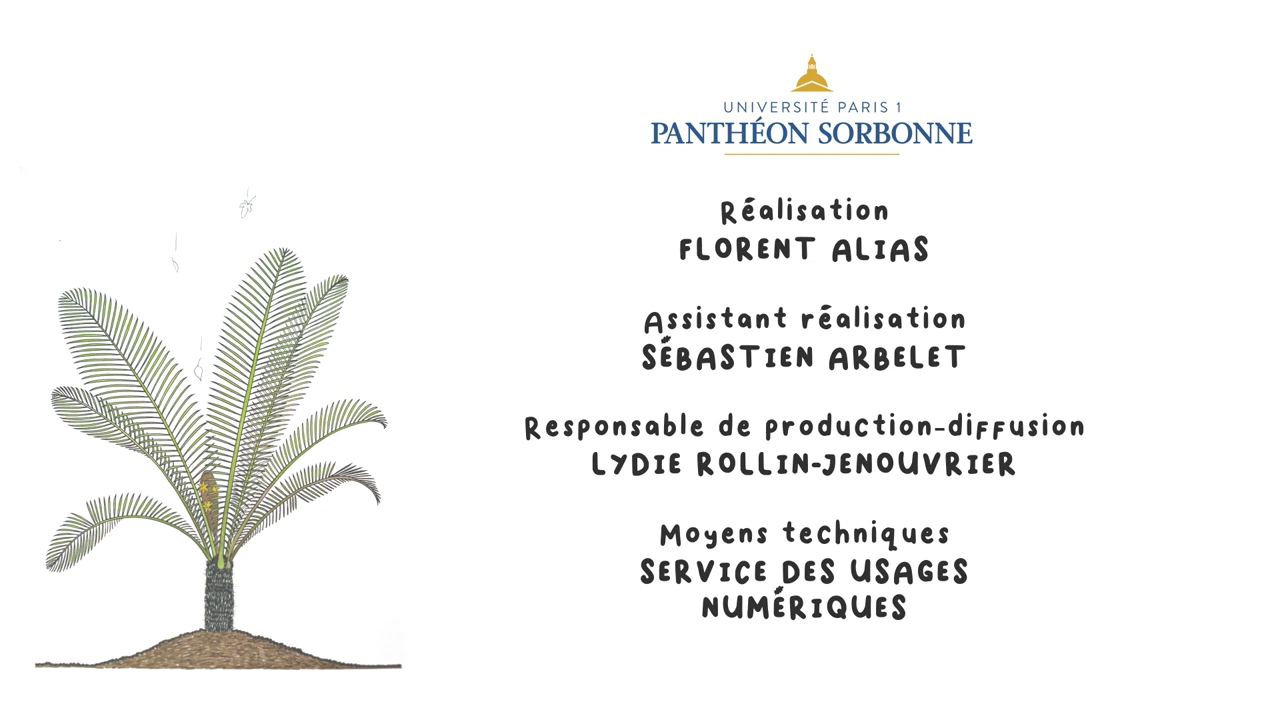 UNIVERSITÉ PARIS 1
PANTHÉON SORBONNE
Réalisation
FLORENT ALIAS
Assistant réalisation
SÉBASTIEN ARBELET
Responsable de production-diffusion
LYDIE ROLLIN-JENOUVRIER
Moyens techniques
SERVICE DES USAGES
NUMÉRIQUES